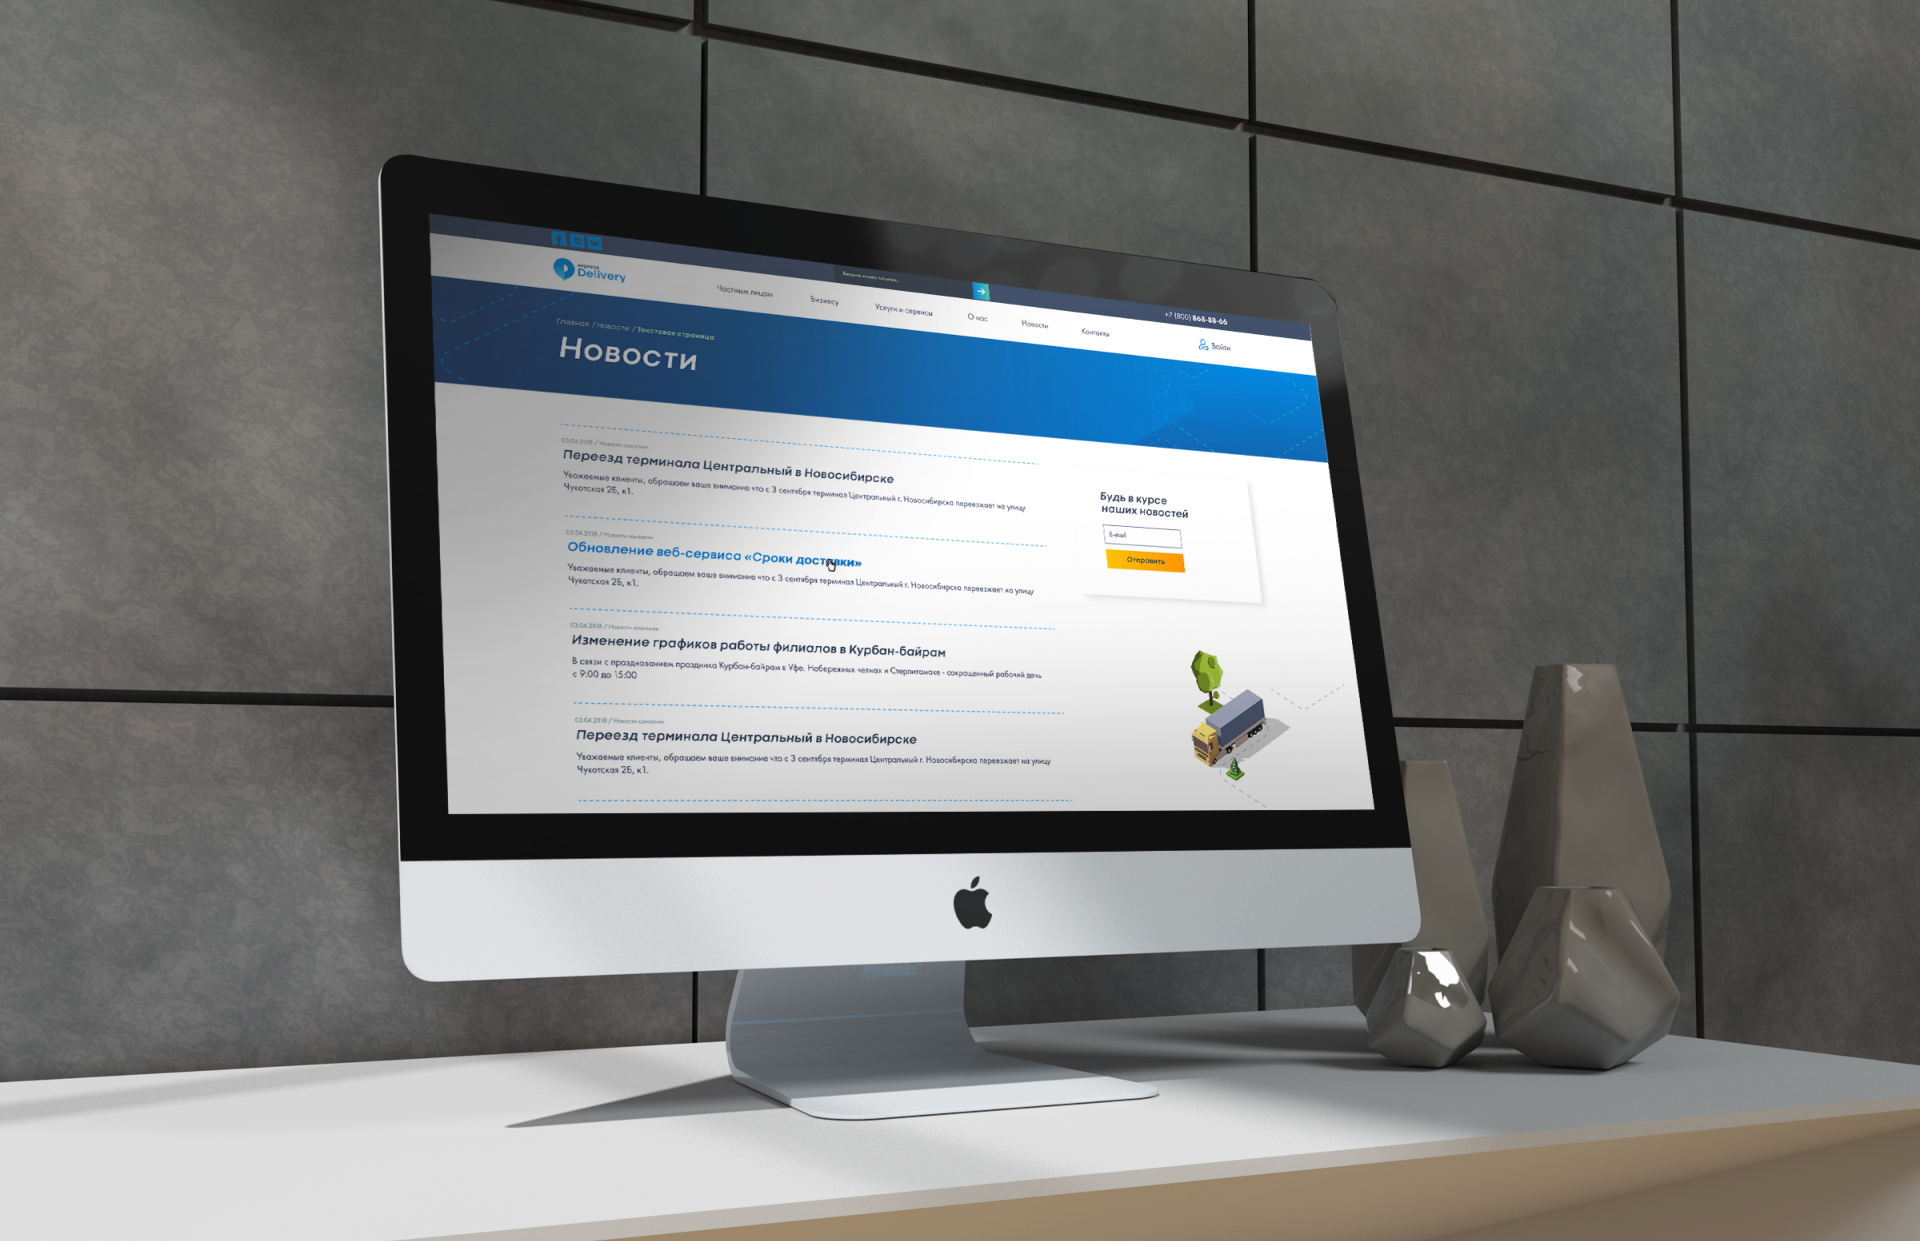 express
Delivery
Введите номер посылки...
+7 (800) 868-88-66
Частным лицам
Бизнесу
Услуги и сервисы
О нас
Новости
Контакты
Войти
Главная / Новости / Текстовая страница
Новости
03.04.2018 / Новости компании
Переезд терминала Центральный в Новосибирске
Уважаемые клиенты, обращаем ваше внимание что с 3 сентября терминал Центральный г. Новосибирска переезжает на улицу
Чукотская 2Б, к1.
03.04.2018 / Новости компании
Обновление веб-сервиса «Сроки доставки»
Уважаемые клиенты, обращаем ваше внимание что с 3 сентября терминал Центральный г. Новосибирска переезжает на улицу
Чукотская 2Б, к1.
03.04.2018 / Новости компании
Изменение графиков работы филиалов в Курбан-байрам
В связи с празднованием праздника Курбан-байрам в Уфе. Набережных челнах и Стерлитамаке - сокращенный рабочий день
с 9:00 до 15:00
03.04.2018 / Новости компании
Переезд терминала Центральный в Новосибирске
Уважаемые клиенты, обращаем ваше внимание что с 3 сентября терминал Центральный г. Новосибирска переезжает на улицу
Чукотская 2Б, к1.
Будь в курсе
наших новостей
E-mail
Отправить